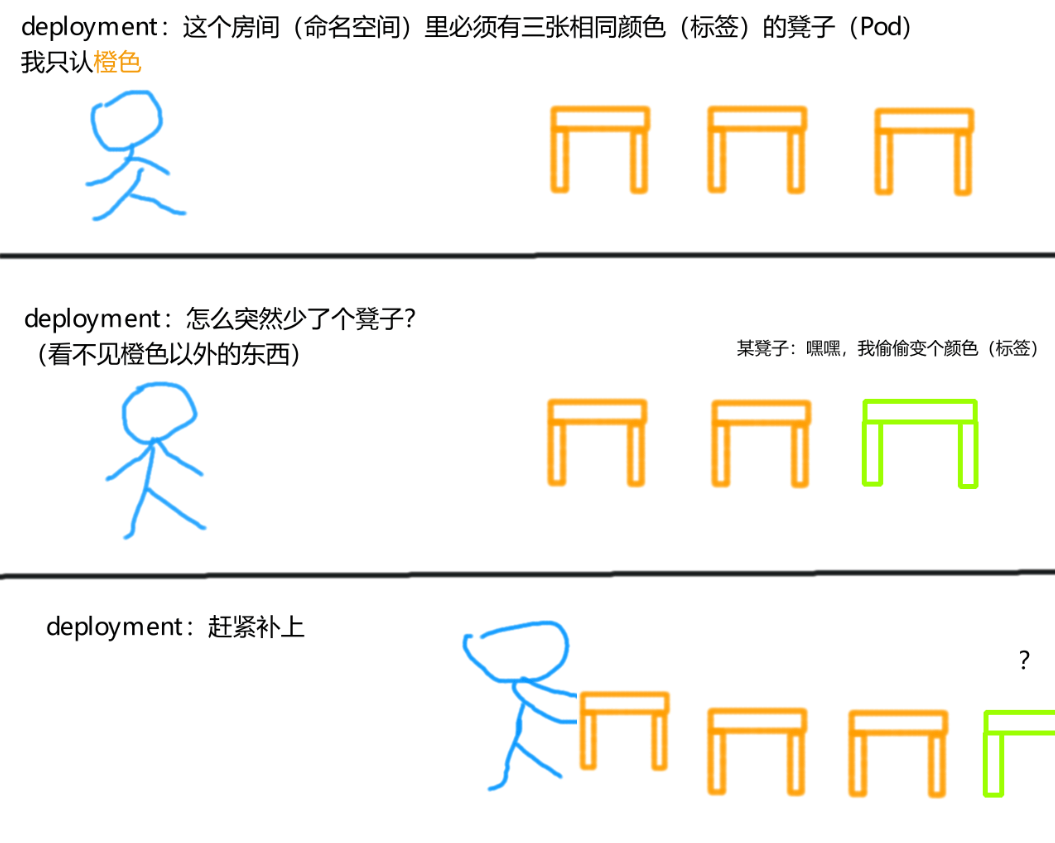 deployment：这个房间（命名空间）里必须有三张相同颜色（标签）的凳子（Pod）
我只认橙色
deployment：怎么突然少了个凳子？
（看不见橙色以外的东西）
某凳子：嘿嘿，我偷偷变个颜色（标签）
deployment：赶紧补上
？